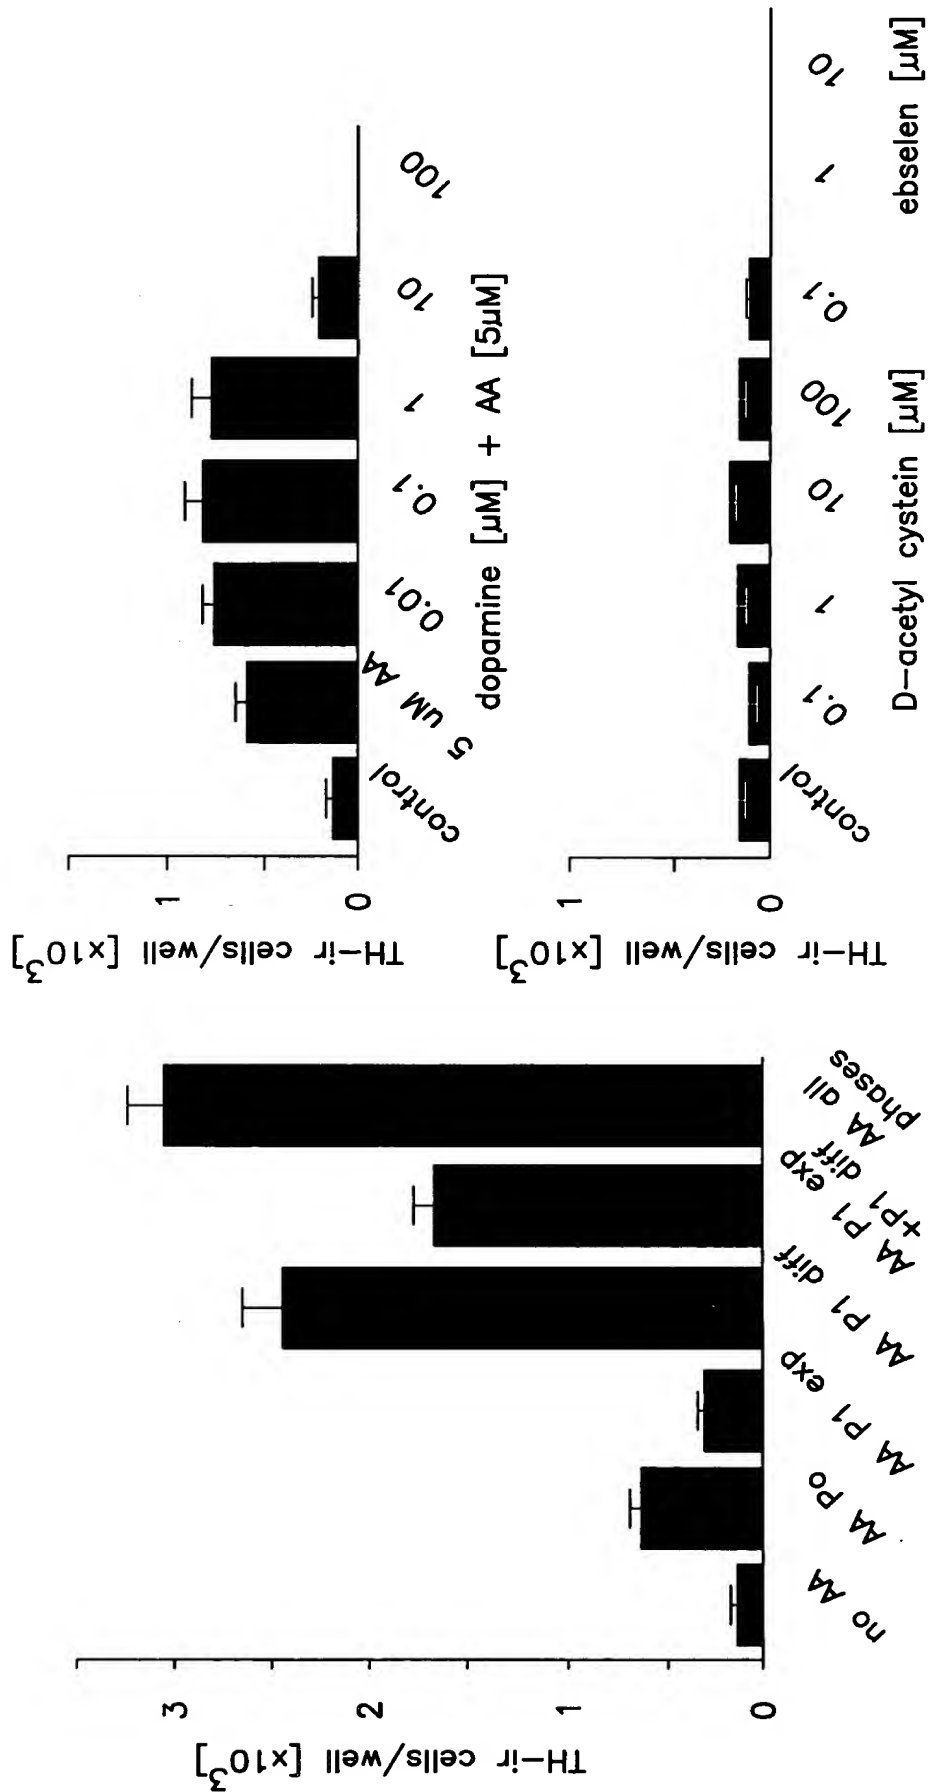 TH-ir cells/well [x10³]
3
2
1
0
no AA
AA Po
AA P1 exp
AA P1 diff
AA P1 exp
+P1 diff
AA all
phases
TH-ir cells/well [x10³]
1
0
control
5 uM AA
0.01
0.1
1
10
100
dopamine [µM] + AA [5µM]
TH-ir cells/well [x10³]
1
0
control
0.1
1
10
100
0.1
1
10
D-acetyl cystein [µM]
ebselen [µM]